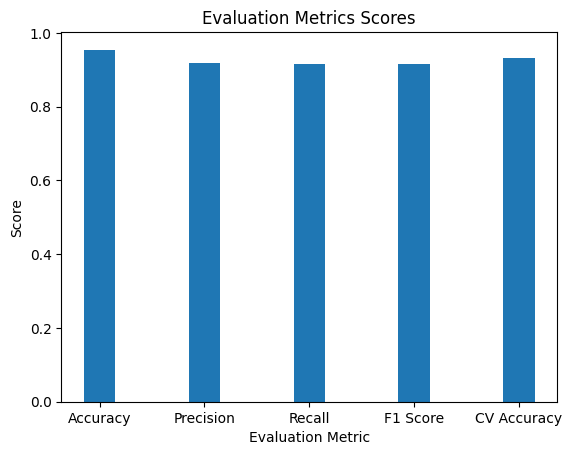 Evaluation Metrics Scores
1.0
0.8
0.6
0.4
0.2
0.0
Score
Accuracy Precision Recall F1 Score CV Accuracy
Evaluation Metric